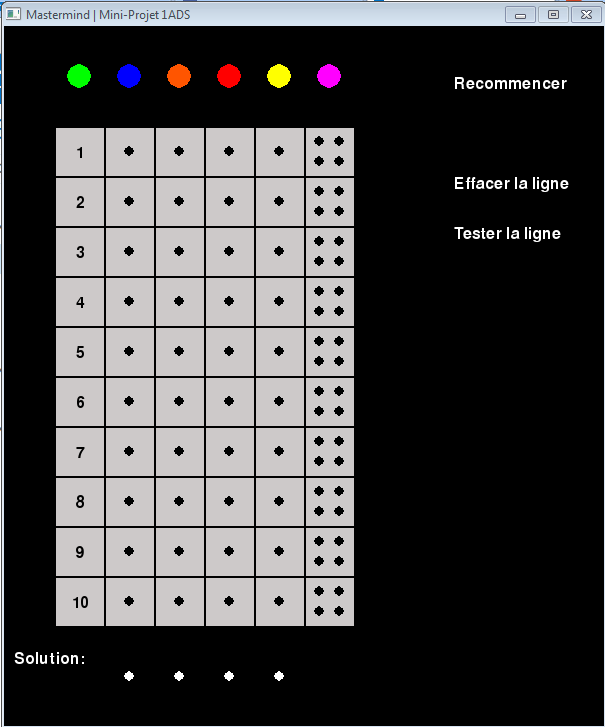 Mastermind | Mini-Projet 1ADS
Recommencer
1
Effacer la ligne
2
Tester la ligne
3
4
5
6
7
8
9
10
Solution: